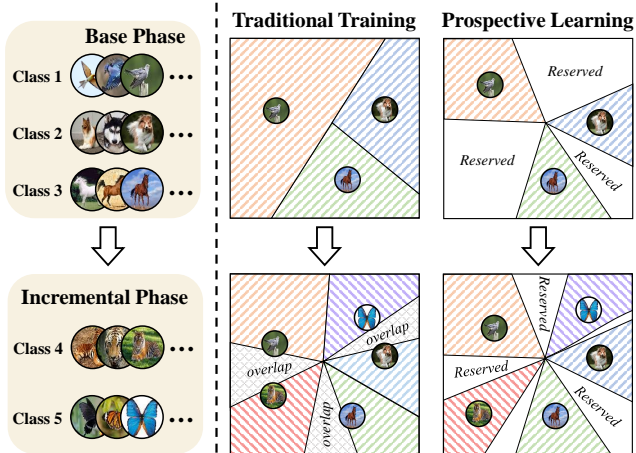 Base Phase
Class 1
Class 2
Class 3
Traditional Training
Prospective Learning
Reserved
Reserved
Reserved
Incremental Phase
Class 4
Class 5
overlap
overlap
overlap
Reserved
Reserved
Reserved